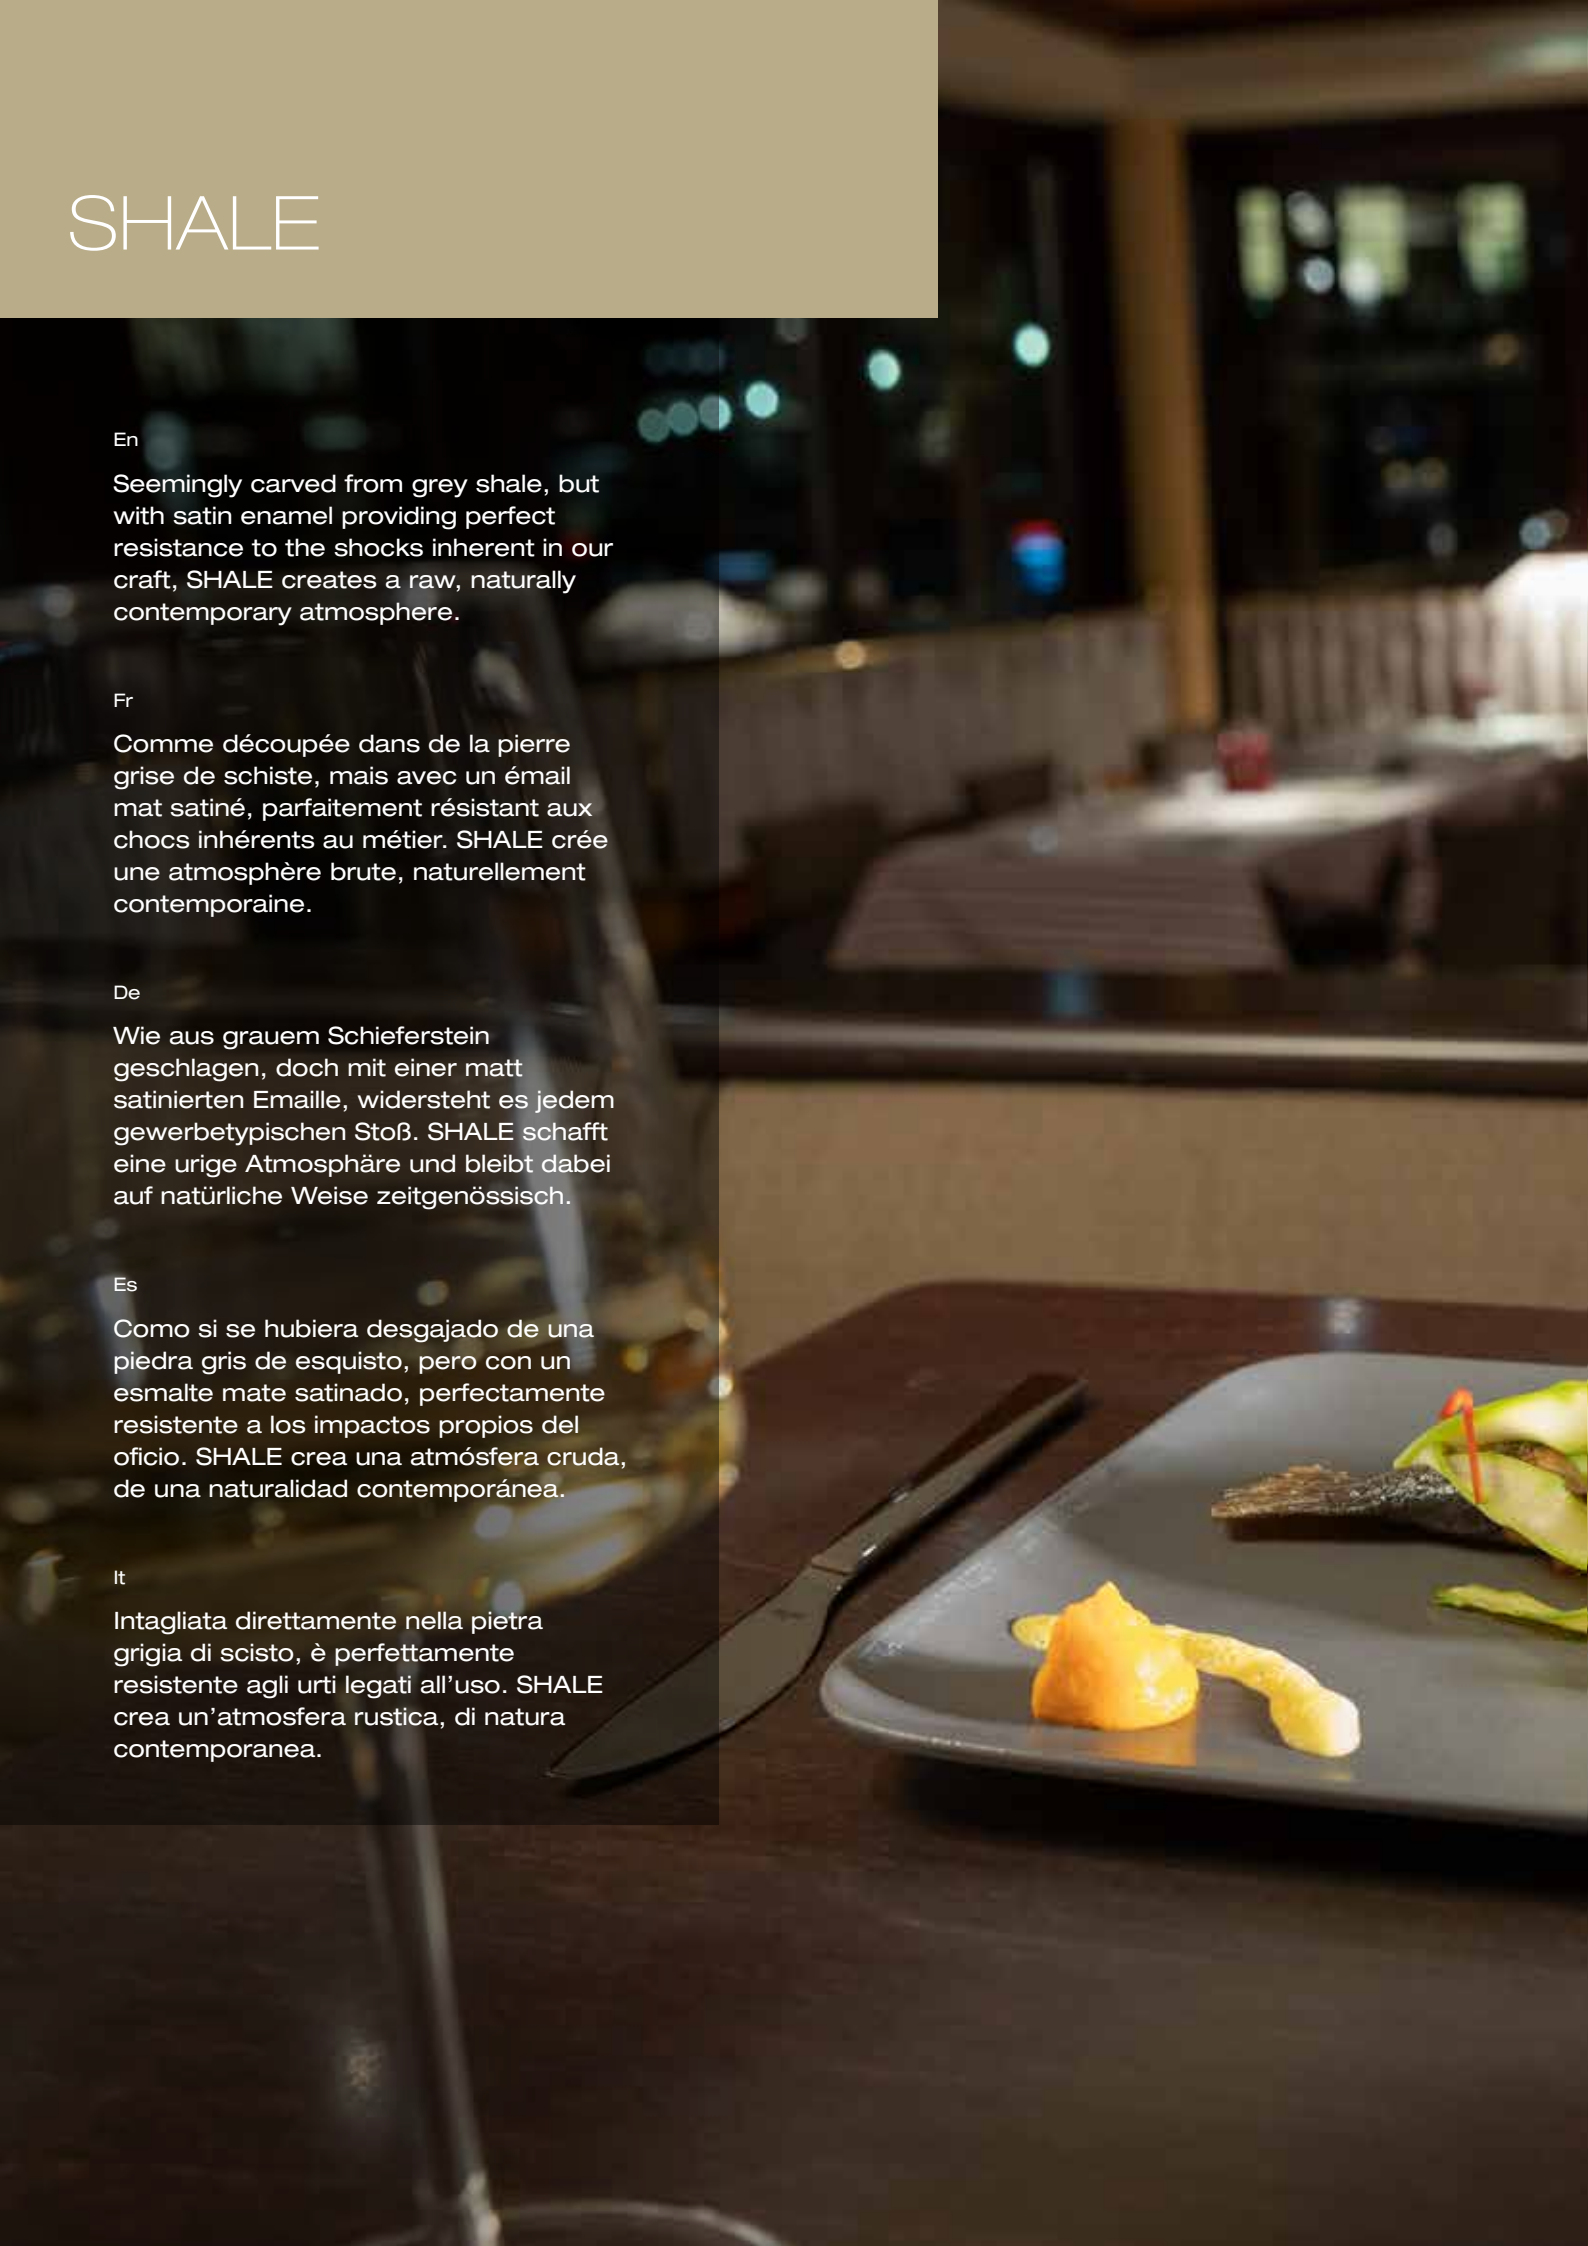 SHALE
En
Seemingly carved from grey shale, but
with satin enamel providing perfect
resistance to the shocks inherent in our
craft, SHALE creates a raw, naturally
contemporary atmosphere.
Fr
Comme découpée dans de la pierre
grise de schiste, mais avec un émail
mat satiné, parfaitement résistant aux
chocs inhérents au métier. SHALE crée
une atmosphère brute, naturellement
contemporaine.
De
Wie aus grauem Schieferstein
geschlagen, doch mit einer matt
satinierten Emaille, widersteht es jedem
gewerbetypischen Stoß. SHALE schafft
eine urige Atmosphäre und bleibt dabei
auf natürliche Weise zeitgenössisch.
Es
Como si se hubiera desgajado de una
piedra gris de esquisto, pero con un
esmalte mate satinado, perfectamente
resistente a los impactos propios del
oficio. SHALE crea una atmósfera cruda,
de una naturalidad contemporánea.
It
Intagliata direttamente nella pietra
grigia di scisto, è perfettamente
resistente agli urti legati all’uso. SHALE
crea un’atmosfera rustica, di natura
contemporanea.